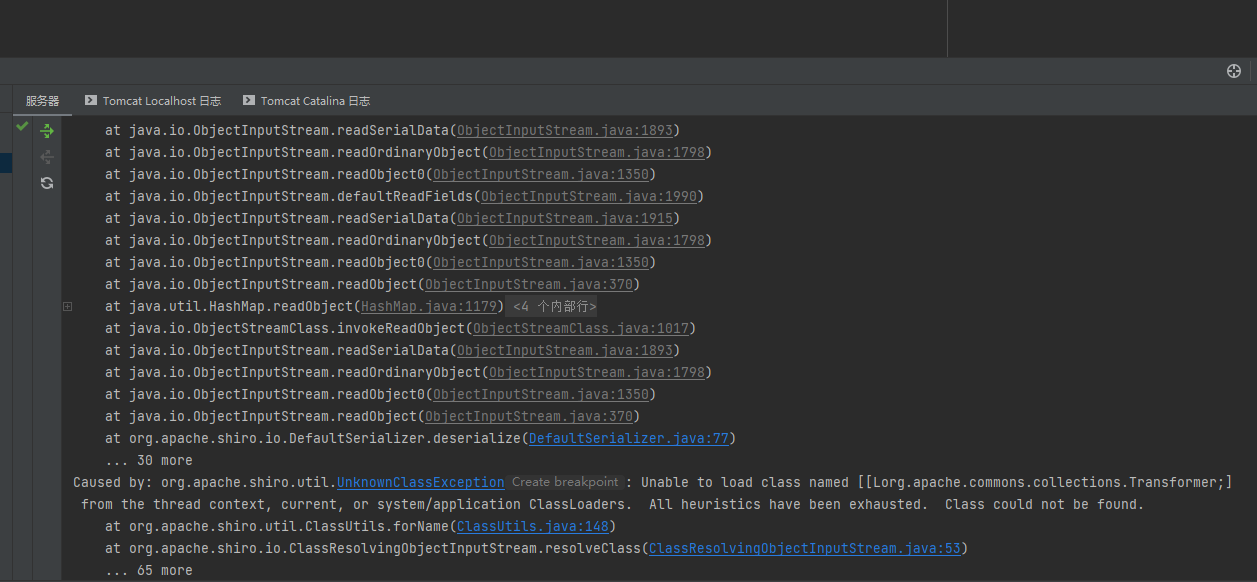 服务器 Tomcat Localhost 日志 Tomcat Catalina 日志
at java.io.ObjectInputStream.readSerialData(ObjectInputStream.java:1893)
at java.io.ObjectInputStream.readOrdinaryObject(ObjectInputStream.java:1798)
at java.io.ObjectInputStream.readObject0(ObjectInputStream.java:1350)
at java.io.ObjectInputStream.defaultReadFields(ObjectInputStream.java:1990)
at java.io.ObjectInputStream.readSerialData(ObjectInputStream.java:1915)
at java.io.ObjectInputStream.readOrdinaryObject(ObjectInputStream.java:1798)
at java.io.ObjectInputStream.readObject0(ObjectInputStream.java:1350)
at java.io.ObjectInputStream.readObject(ObjectInputStream.java:370)
at java.util.HashMap.readObject(HashMap.java:1179) <4 个内部行>
at java.io.ObjectStreamClass.invokeReadObject(ObjectStreamClass.java:1017)
at java.io.ObjectInputStream.readSerialData(ObjectInputStream.java:1893)
at java.io.ObjectInputStream.readOrdinaryObject(ObjectInputStream.java:1798)
at java.io.ObjectInputStream.readObject0(ObjectInputStream.java:1350)
at java.io.ObjectInputStream.readObject(ObjectInputStream.java:370)
at org.apache.shiro.io.DefaultSerializer.deserialize(DefaultSerializer.java:77)
... 30 more
Caused by: org.apache.shiro.util.UnknownClassException Create breakpoint : Unable to load class named [[Lorg.apache.commons.collections.Transformer;]
from the thread context, current, or system/application ClassLoaders.  All heuristics have been exhausted.  Class could not be found.
at org.apache.shiro.util.ClassUtils.forName(ClassUtils.java:148)
at org.apache.shiro.io.ClassResolvingObjectInputStream.resolveClass(ClassResolvingObjectInputStream.java:53)
... 65 more